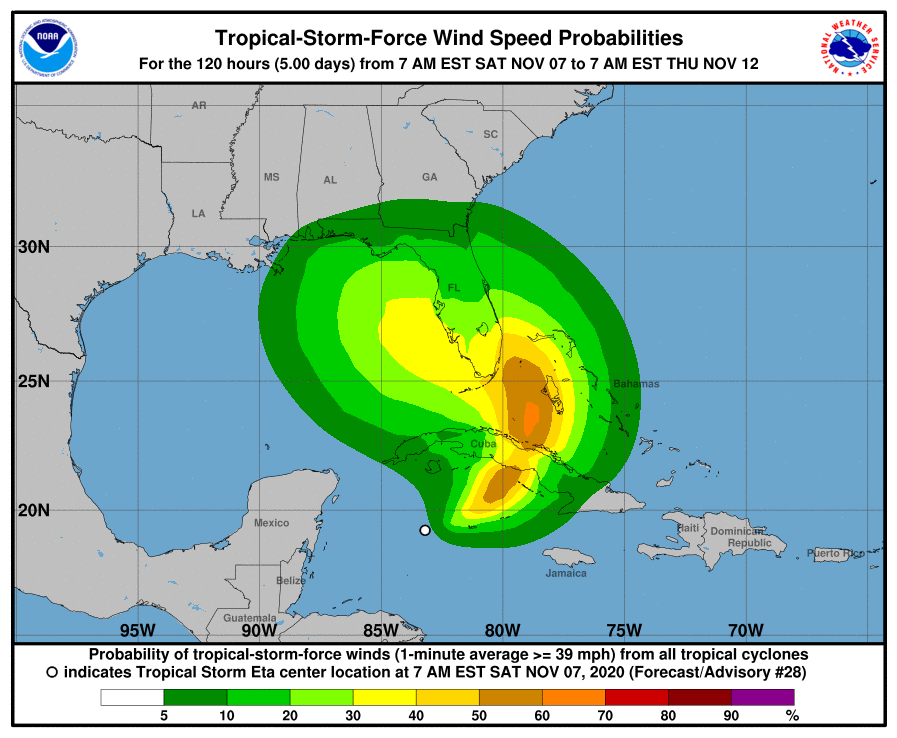 Tropical-Storm-Force Wind Speed Probabilities
For the 120 hours (5.00 days) from 7 AM EST SAT NOV 07 to 7 AM EST THU NOV 12
NOAA
NATIONAL WEATHER SERVICE
AR
SC
MS
AL
GA
LA
30N
FL
25N
Bahamas
Cuba
20N
Mexico
Haiti
Dominican
Republic
Puerto Rico
Jamaica
Belize
Guatemala
95W
90W
85W
80W
75W
70W
Probability of tropical-storm-force winds (1-minute average >= 39 mph) from all tropical cyclones
indicates Tropical Storm Eta center location at 7 AM EST SAT NOV 07, 2020 (Forecast/Advisory #28)
5 10 20 30 40 50 60 70 80 90 %